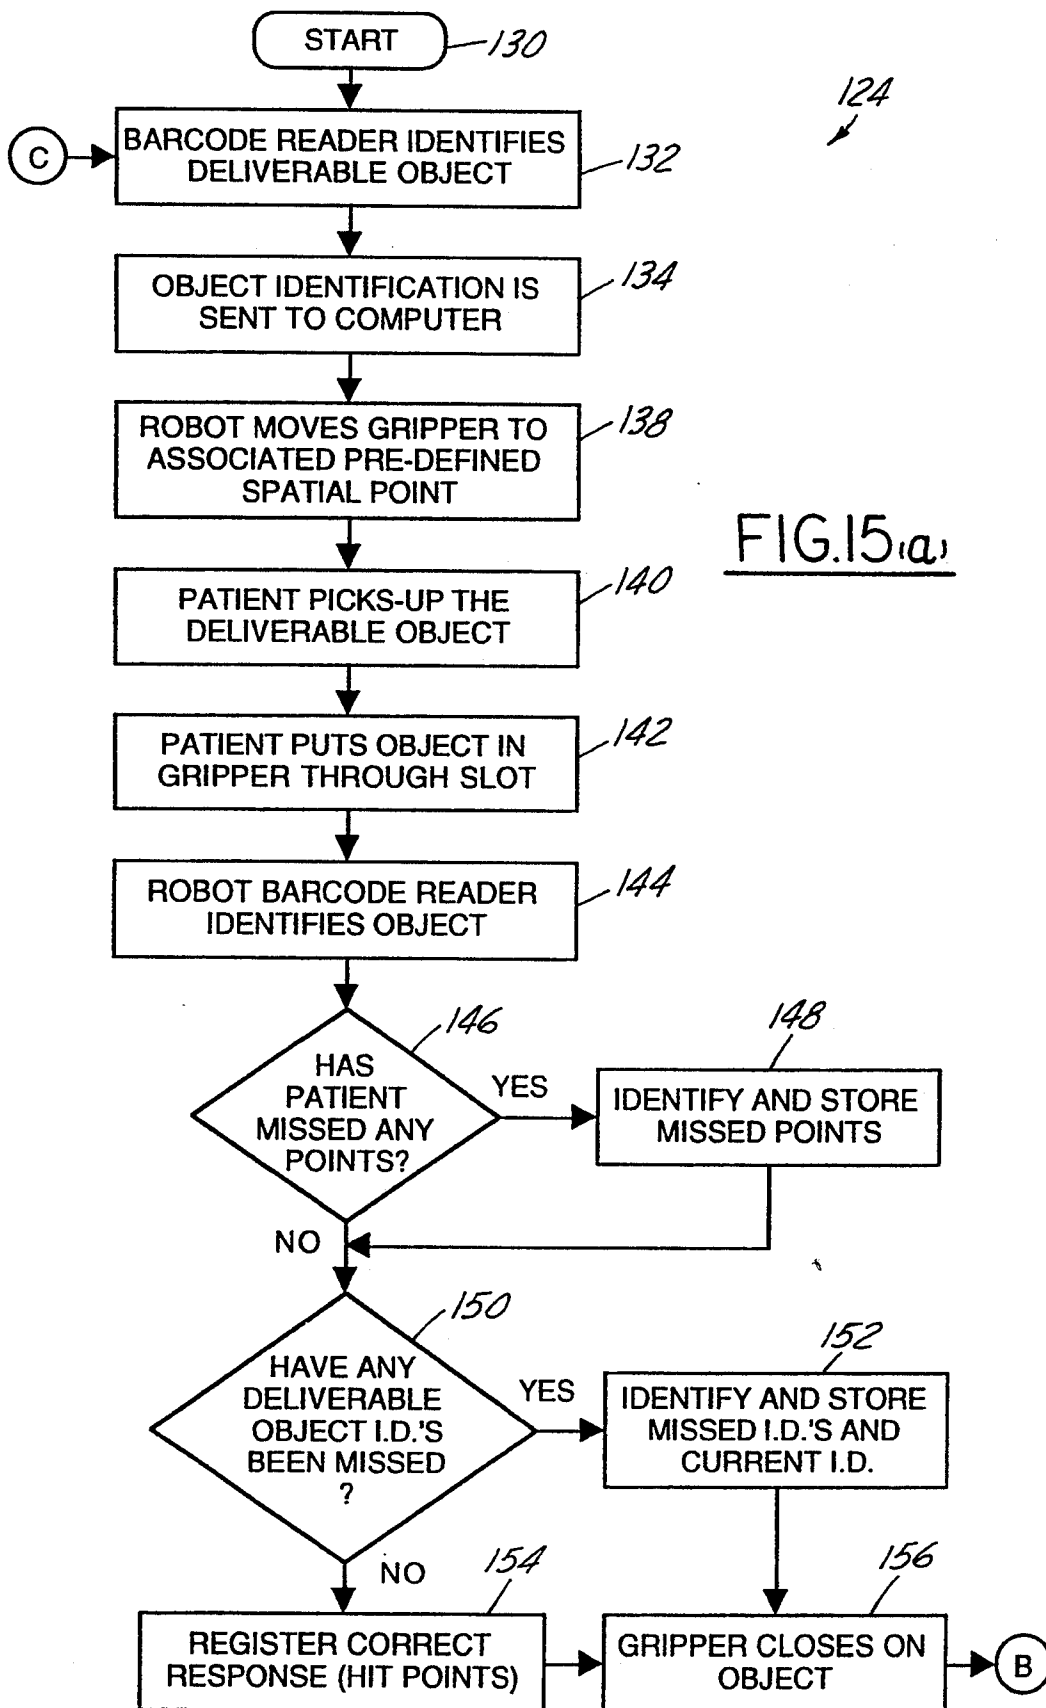 START
130
124
C
BARCODE READER IDENTIFIES
DELIVERABLE OBJECT
132
OBJECT IDENTIFICATION IS
SENT TO COMPUTER
134
ROBOT MOVES GRIPPER TO
ASSOCIATED PRE-DEFINED
SPATIAL POINT
138
FIG.15(a)
PATIENT PICKS-UP THE
DELIVERABLE OBJECT
140
PATIENT PUTS OBJECT IN
GRIPPER THROUGH SLOT
142
ROBOT BARCODE READER
IDENTIFIES OBJECT
144
HAS
PATIENT
MISSED ANY
POINTS?
146
YES
IDENTIFY AND STORE
MISSED POINTS
148
NO
HAVE ANY
DELIVERABLE
OBJECT I.D.'S
BEEN MISSED
?
150
YES
IDENTIFY AND STORE
MISSED I.D.'S AND
CURRENT I.D.
152
NO
REGISTER CORRECT
RESPONSE (HIT POINTS)
154
GRIPPER CLOSES ON
OBJECT
156
B